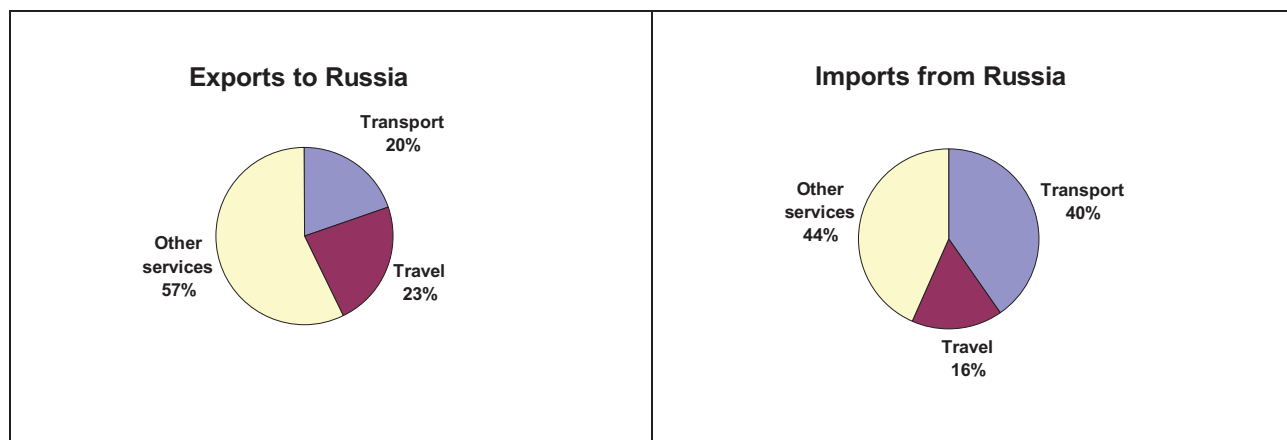 Exports to Russia
Transport
20%
Other
services
57%
Travel
23%
Imports from Russia
Other
services
44%
Transport
40%
Travel
16%